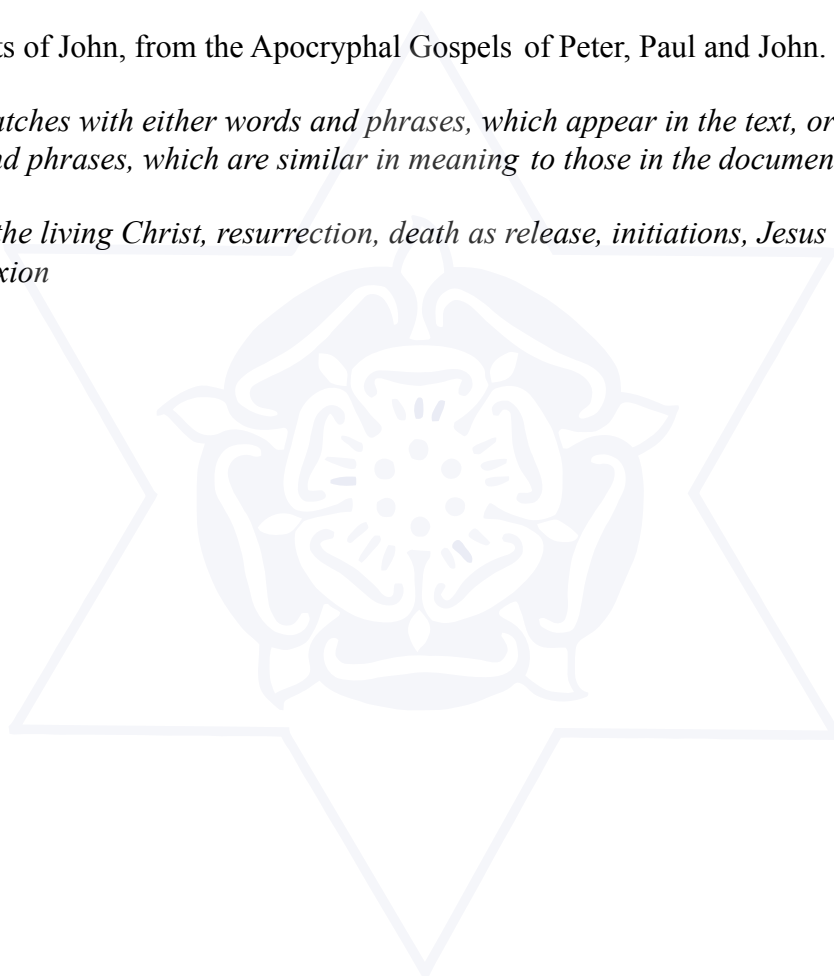 ts of John, from the Apocryphal Gospels of Peter, Paul and John.
atches with either words and phrases, which appear in the text, or
nd phrases, which are similar in meaning to those in the documen
the living Christ, resurrection, death as release, initiations, Jesus
xion